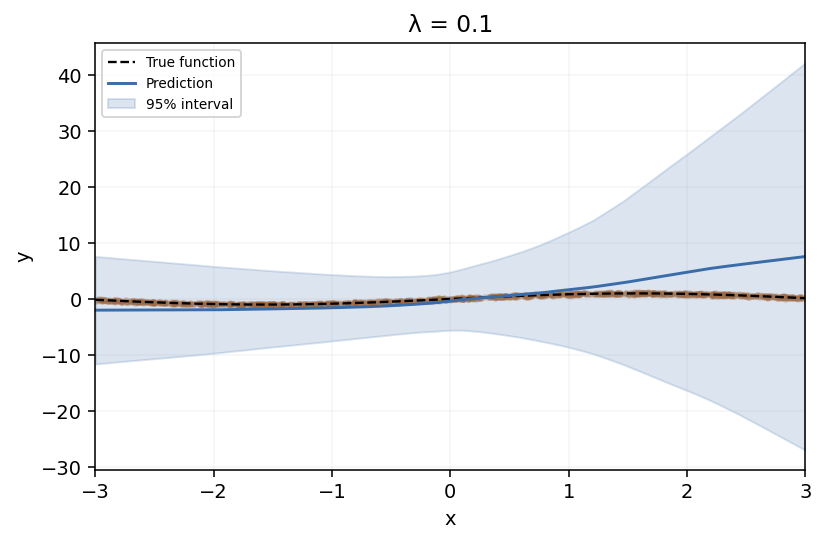 λ = 0.1
True function
Prediction
95% interval
y
40
30
20
10
0
−10
−20
−30
−3
−2
−1
0
1
2
3
x